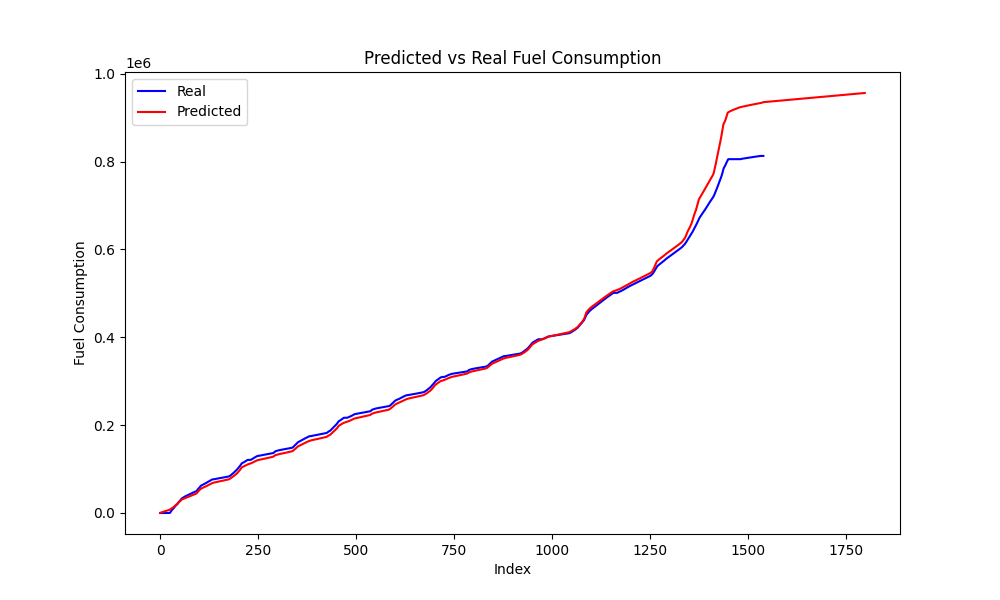 Predicted vs Real Fuel Consumption
1e6
Real
Predicted
1.0
0.8
0.6
0.4
0.2
0.0
Fuel Consumption
0
250
500
750
1000
1250
1500
1750
Index